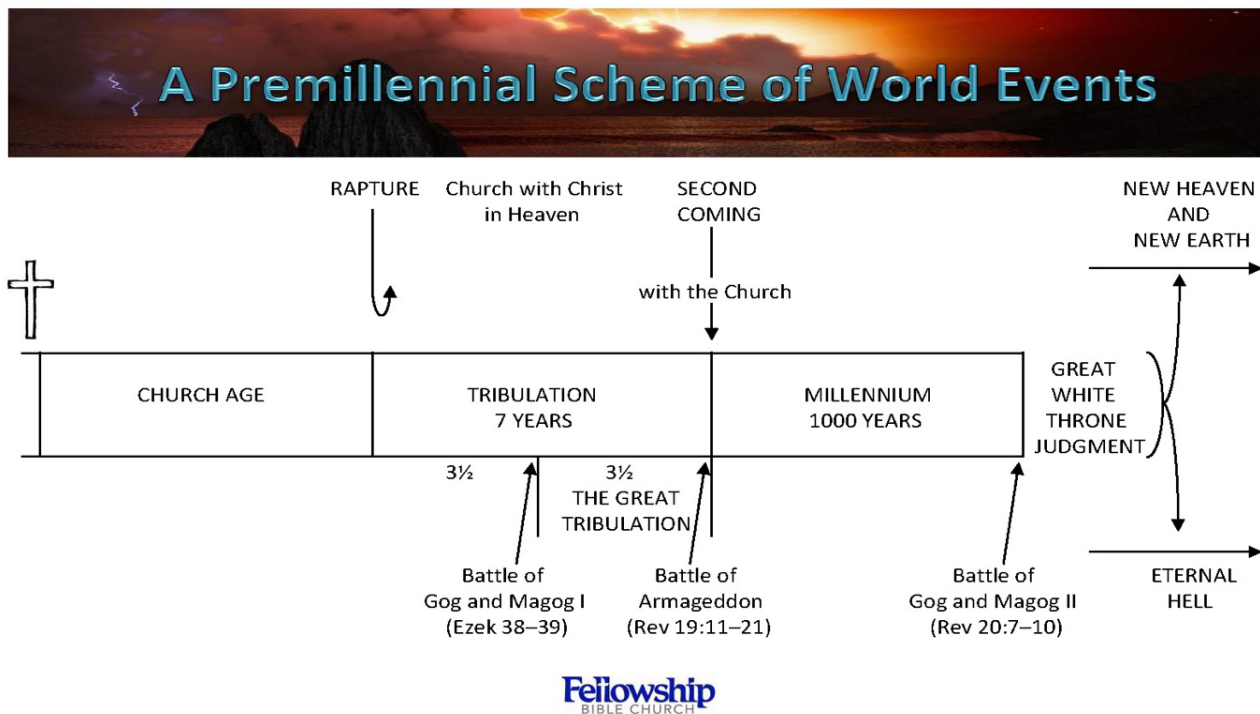 A Premillennial Scheme of World Events
RAPTURE
Church with Christ
in Heaven
SECOND
COMING
with the Church
NEW HEAVEN
AND
NEW EARTH
CHURCH AGE
TRIBULATION
7 YEARS
MILLENNIUM
1000 YEARS
GREAT
WHITE
THRONE
JUDGMENT
3½
3½
THE GREAT
TRIBULATION
Battle of
Gog and Magog I
(Ezek 38–39)
Battle of
Armageddon
(Rev 19:11–21)
Battle of
Gog and Magog II
(Rev 20:7–10)
ETERNAL
HELL
Fellowship
BIBLE CHURCH